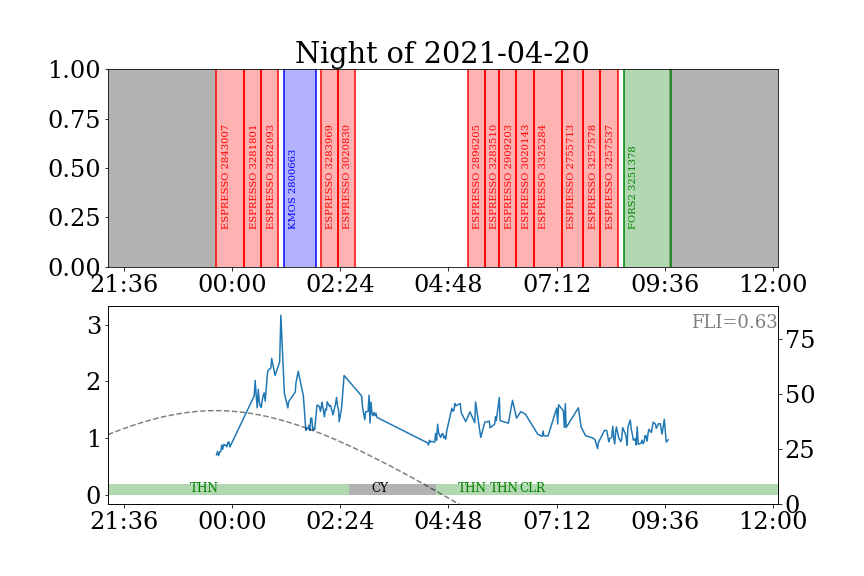 Night of 2021-04-20
1.00
0.75
0.50
0.25
0.00
ESPRESSO 2843007
ESPRESSO 3281801
ESPRESSO 3282093
KMOS 2800663
ESPRESSO 3283969
ESPRESSO 3020830
ESPRESSO 2896205
ESPRESSO 3283510
ESPRESSO 2909203
ESPRESSO 3020143
ESPRESSO 3325284
ESPRESSO 2755713
ESPRESSO 3257578
ESPRESSO 3257537
FORS2 3251378
21:36 00:00 02:24 04:48 07:12 09:36 12:00
FLI=0.63
3
2
1
0
75
50
25
0
THN CY THN THN CLR
21:36 00:00 02:24 04:48 07:12 09:36 12:00